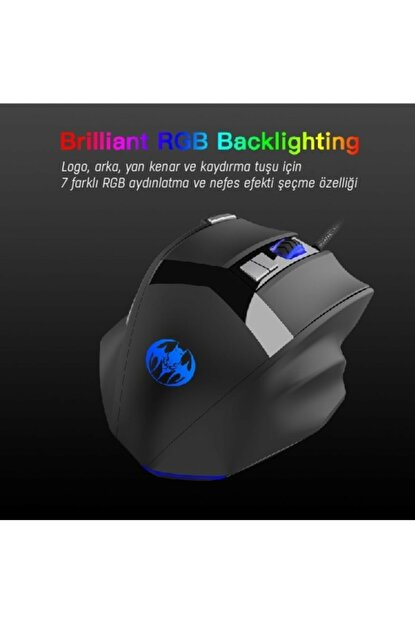 Brilliant RGB Backlighting
Logo, arka, yan kenar ve kaydırma tuşu için
7 farklı RGB aydınlatma ve nefes efekti seçme özelliği